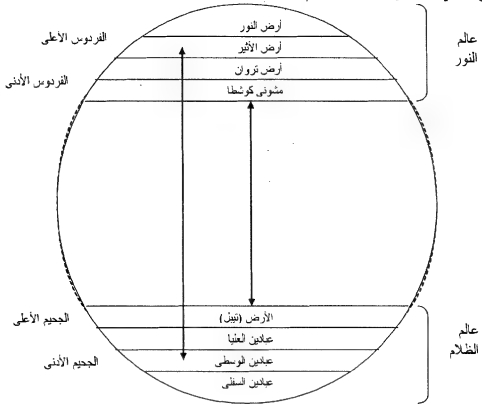 أرض النور
الفردوس الأعلى
أرض الأثير
عالم
النور
أرض تروان
الفردوس الأدنى
مشوني كوشطا
الأرض (تيبل)
الجحيم الأعلى
عبادين العليا
عالم
الظلام
عبادين الوسطى
الجحيم الأدنى
عبادين السفلى